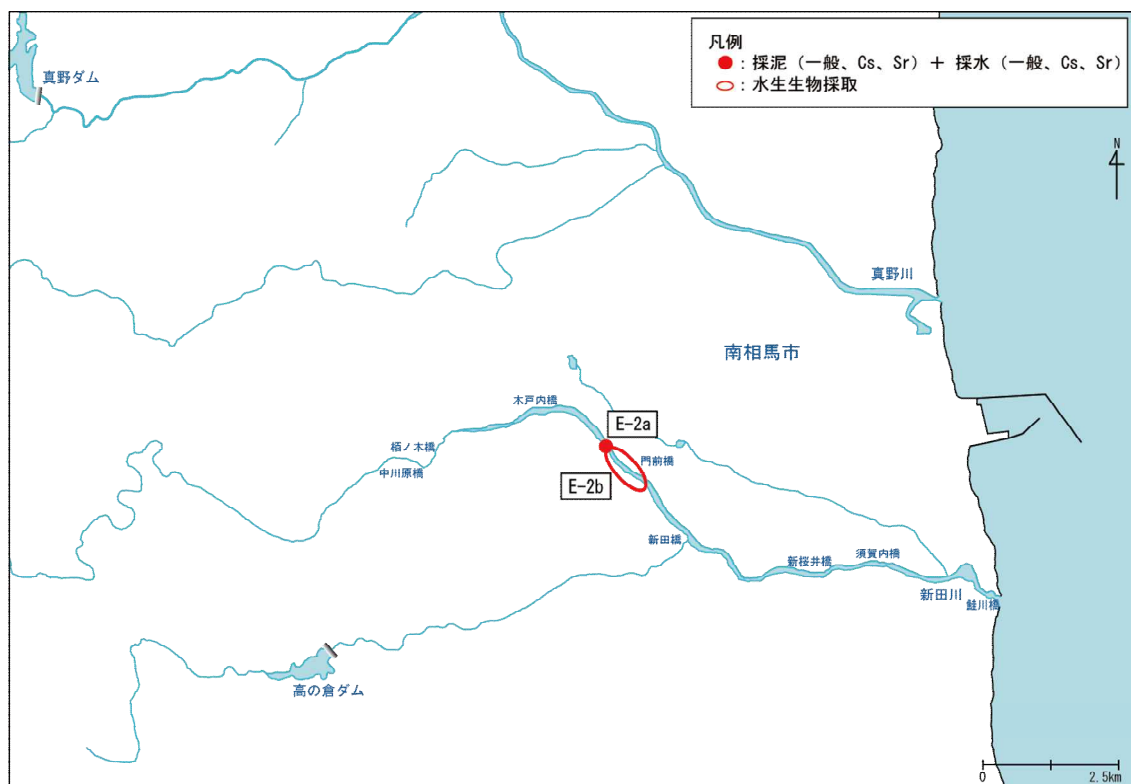 凡例
●：採泥（一般、Cs、Sr）＋ 採水（一般、Cs、Sr）
○：水生生物採取
真野ダム
N
4
真野川
南相馬市
木戸内橋
E-2a
栢ノ木橋
門前橋
中川原橋
E-2b
新田橋
新桜井橋
須賀内橋
新田川
鮭川橋
高の倉ダム
0
2.5km